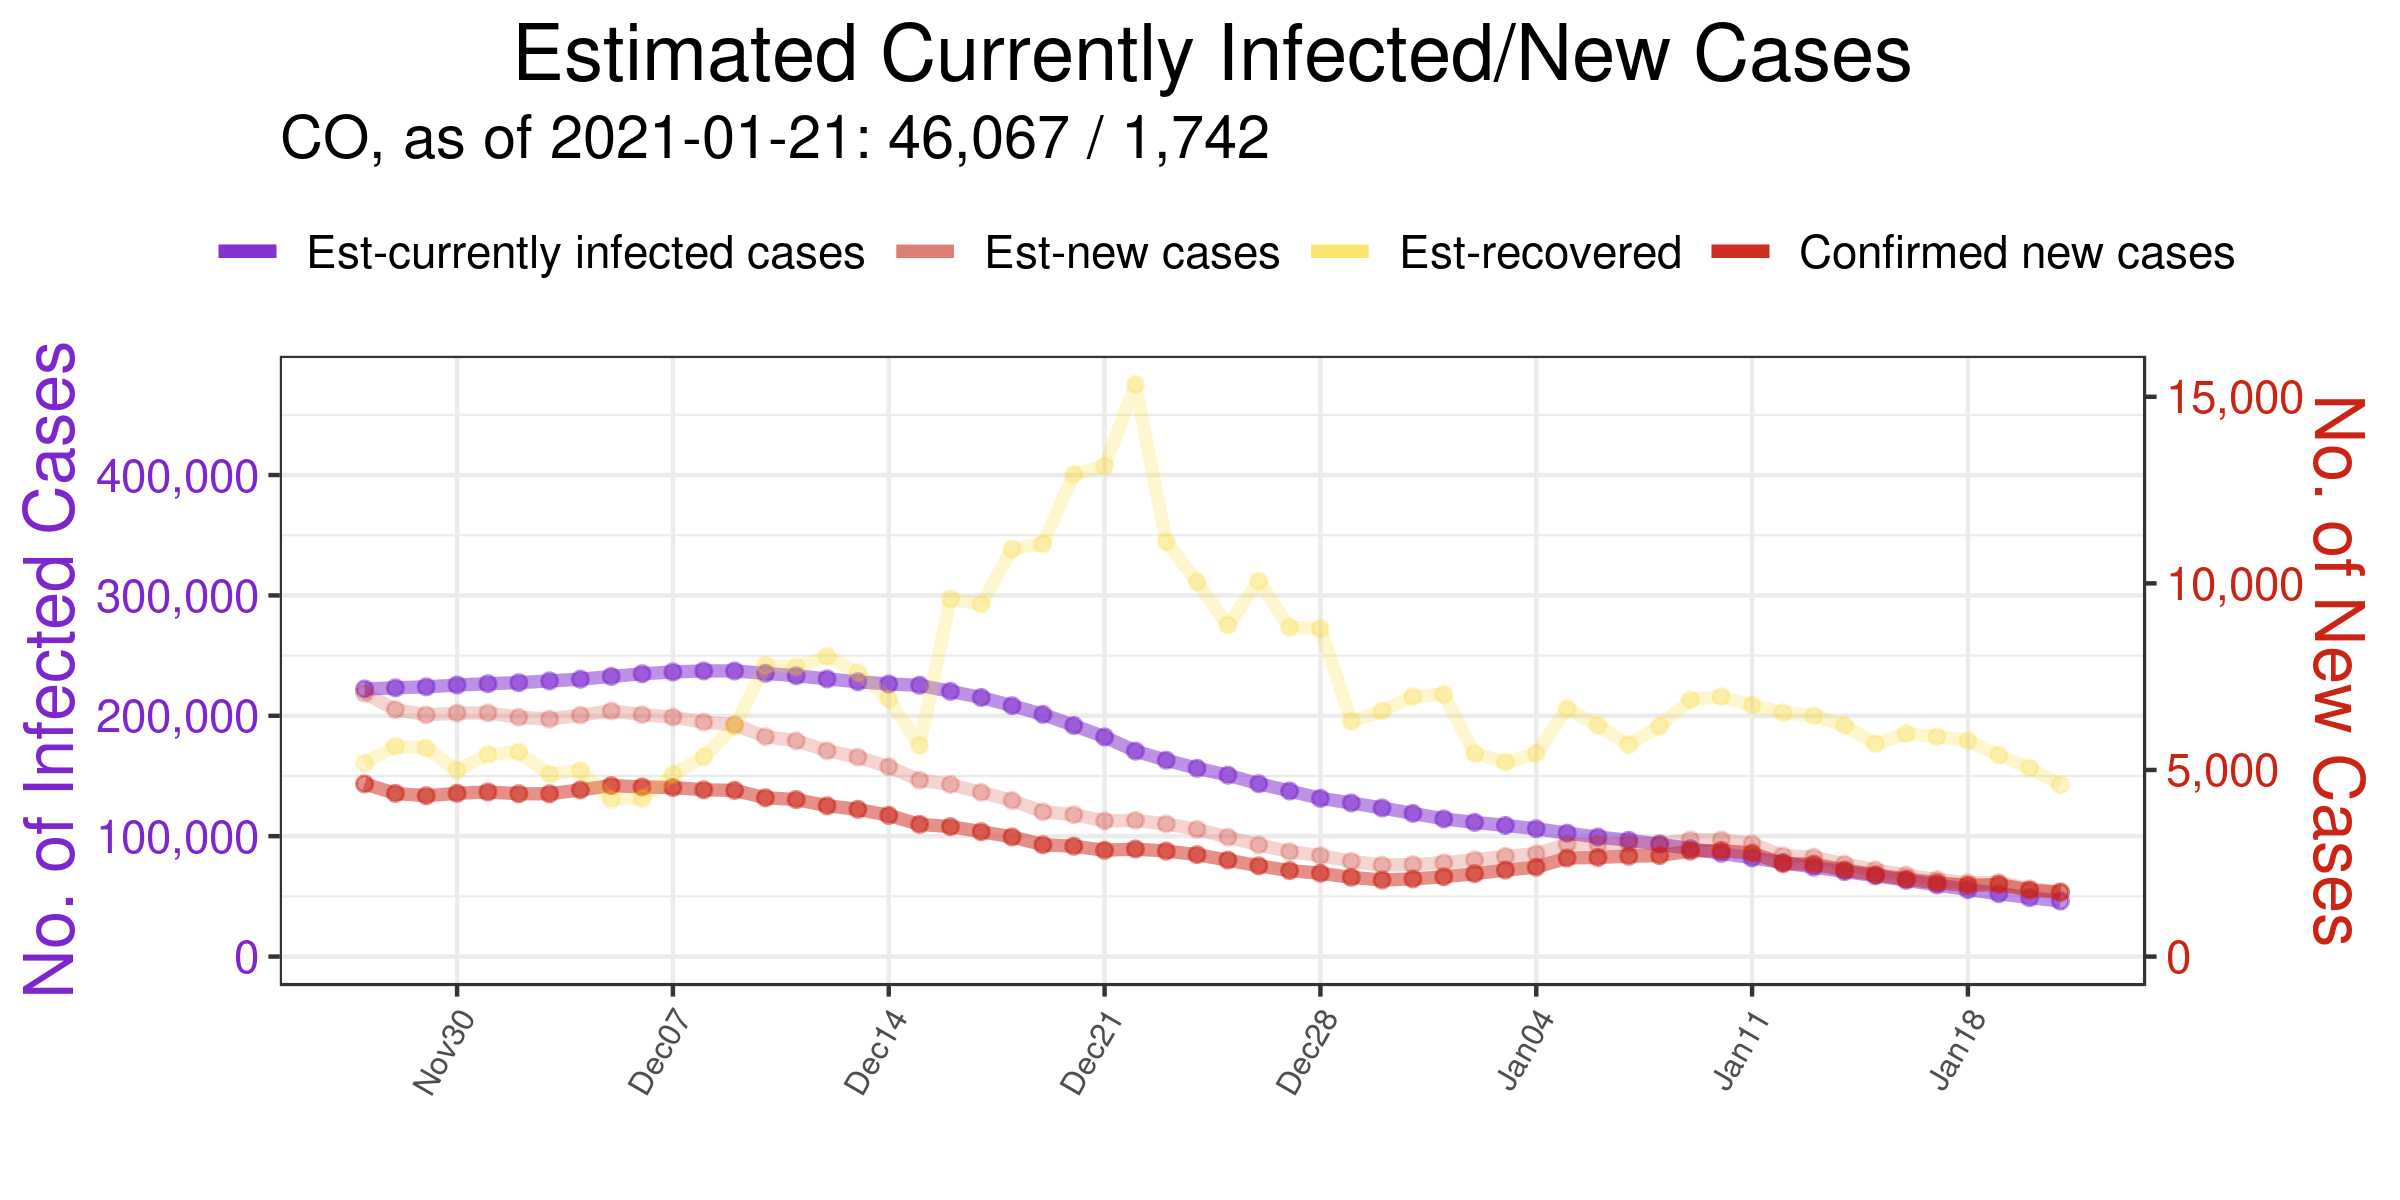 Estimated Currently Infected/New Cases
CO, as of 2021-01-21: 46,067 / 1,742
Est-currently infected cases Est-new cases Est-recovered Confirmed new cases
No. of Infected Cases
400,000
300,000
200,000
100,000
0
15,000
10,000
5,000
0
No. of New Cases
Nov30 Dec07 Dec14 Dec21 Dec28 Jan04 Jan11 Jan18